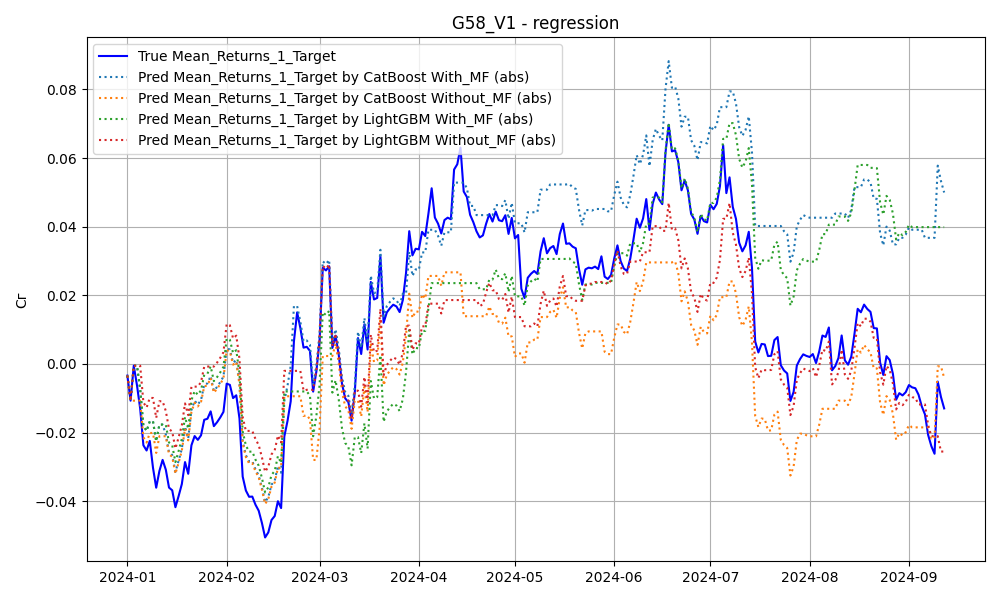 G58_V1 - regression
True Mean_Returns_1_Target
Pred Mean_Returns_1_Target by CatBoost With_MF (abs)
Pred Mean_Returns_1_Target by CatBoost Without_MF (abs)
Pred Mean_Returns_1_Target by LightGBM With_MF (abs)
Pred Mean_Returns_1_Target by LightGBM Without_MF (abs)
Cr
0.08
0.06
0.04
0.02
0.00
−0.02
−0.04
2024-01 2024-02 2024-03 2024-04 2024-05 2024-06 2024-07 2024-08 2024-09